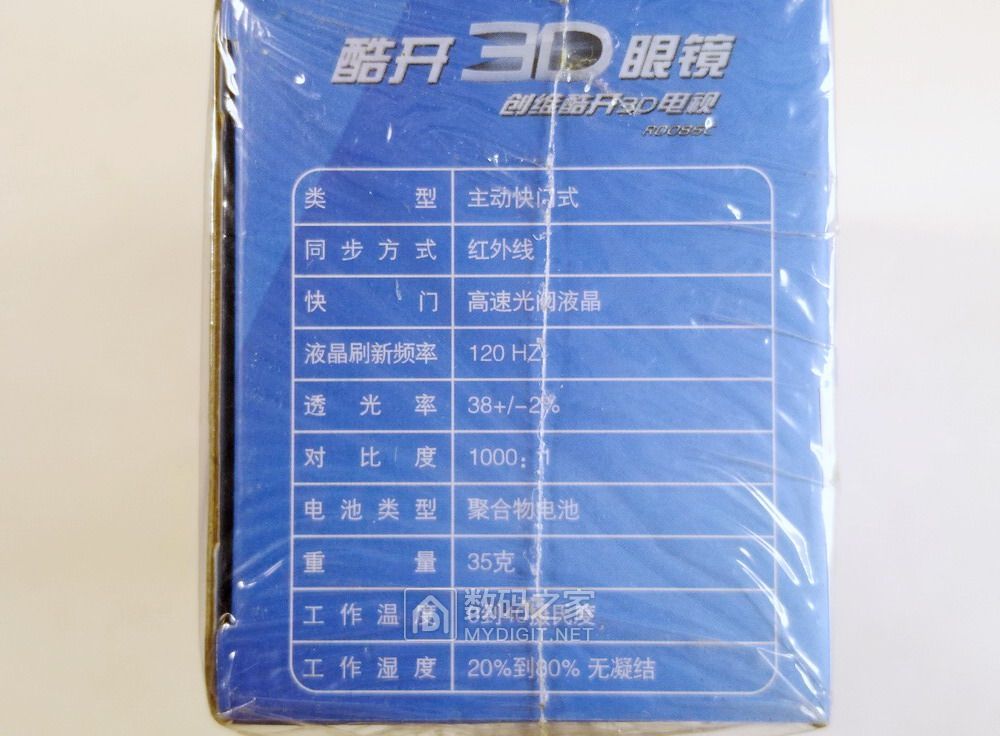 酷开3D眼镜
创维酷开3D电视
类型 主动快门式
同步方式 红外线
快门 高速光阀液晶
液晶刷新频率 120 HZ
透光率 38+/-2%
对比度 1000：1
电池类型 聚合物电池
重量 35克
工作温度
数码之家
MYDIGIT.NET
工作湿度 20%到80% 无凝结